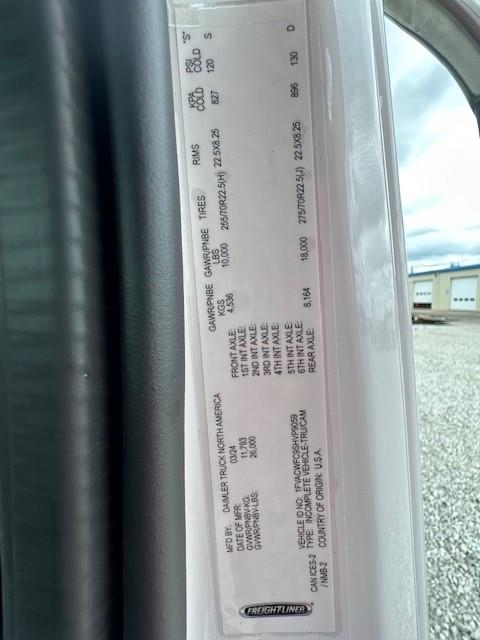 FREIGHTLINER
MFD BY: DAIMLER TRUCK NORTH AMERICA
DATE OF MFR: 03/24
GVWR/PNBV-KG: 11,793
GVWR/PNBV-LBS: 26,000
VEHICLE ID NO: 1FVACWFC9SHVP9059
TYPE: INCOMPLETE VEHICLE-TRU/CAM
COUNTRY OF ORIGIN: U.S.A.
CAN ICES-2
/ NMB-2
GAWR/PNBE GAWR/PNBE TIRES RIMS KPA PSI "S"
KGS LBS COLD COLD S
FRONT AXLE: 4,536 10,000 255/70R22.5(H) 22.5X8.25 827 120
1ST INT AXLE:
2ND INT AXLE:
3RD INT AXLE:
4TH INT AXLE:
5TH INT AXLE:
6TH INT AXLE:
REAR AXLE: 8,164 18,000 275/70R22.5(J) 22.5X8.25 896 130 D